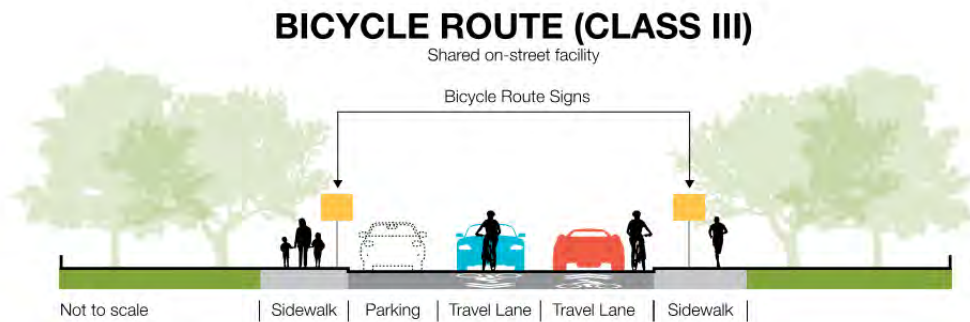 BICYCLE ROUTE (CLASS III)
Shared on-street facility
Bicycle Route Signs
Not to scale
Sidewalk
Parking
Travel Lane
Travel Lane
Sidewalk